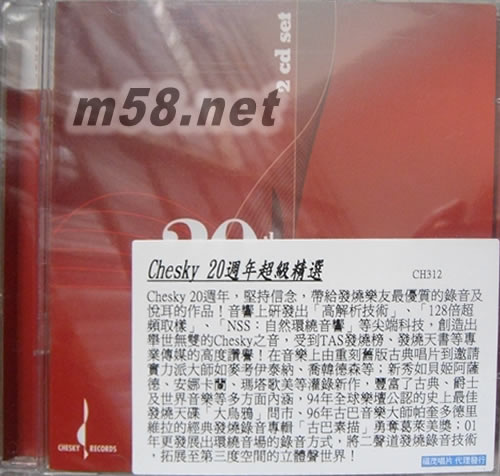 2 cd set
m58.net
20
Chesky 20週年超級精選
CH312
Chesky 20週年，堅持信念，帶給發燒樂友最優質的錄音及
悅耳的作品！音響上研發出「高解析技術」、「128倍超
頻取樣」、「NSS：自然環繞音響」等尖端科技，創造出
舉世無雙的Chesky之音，受到TAS發燒榜、發燒天書等專
業傳媒的高度讚譽！在音樂上由重刻舊版古典唱片到邀請
實力派大師如麥考伊泰納、喬韓德森等；新秀如貝姬阿薩
德、安娜卡蘭、瑪塔歌美等灌錄新作，豐富了古典、爵士
及世界音樂等多方面內涵，94年全球樂壇公認的史上最佳
發燒天碟「大烏鴉」問市、96年古巴音樂大師帕奎多德里
維拉的經典發燒錄音專輯「古巴素描」勇奪葛萊美獎；01
年更發展出環繞音場的錄音方式，將二聲道發燒錄音技術
，拓展至第三度空間的立體聲世界！
CHESKY RECORDS
福茂唱片 代理發行